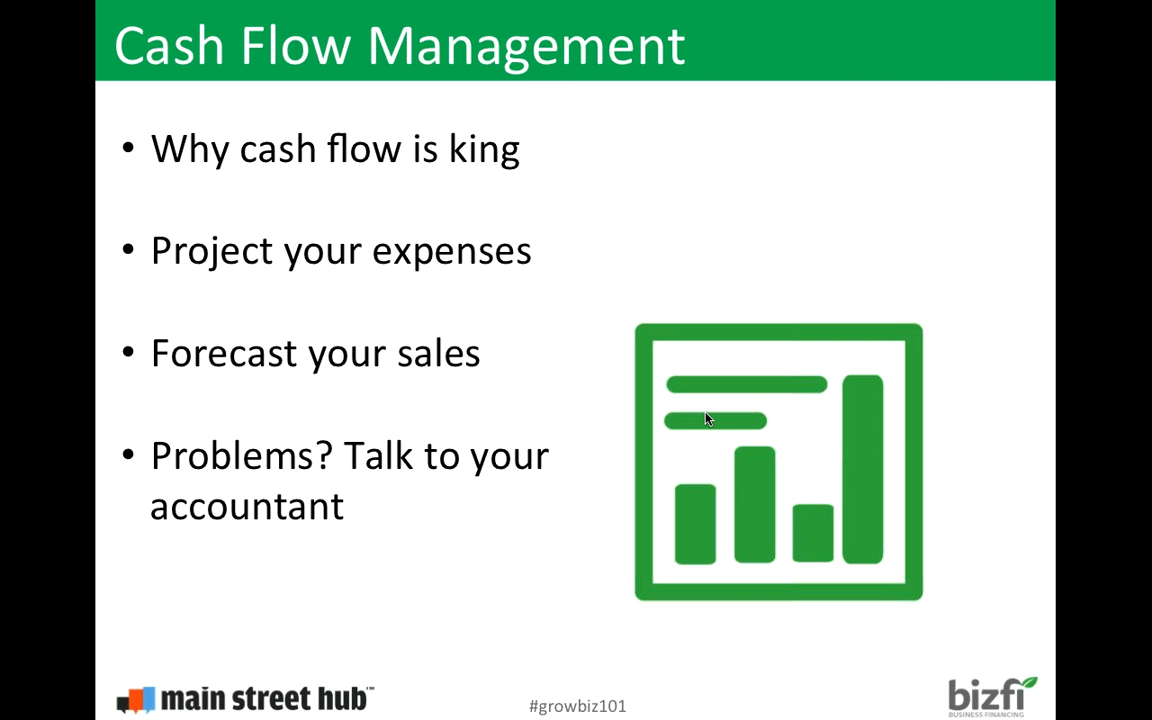 Cash Flow Management
• Why cash flow is king
• Project your expenses
• Forecast your sales
• Problems? Talk to your
accountant
main street hub™
#growbiz101
bizfi
BUSINESS FINANCING